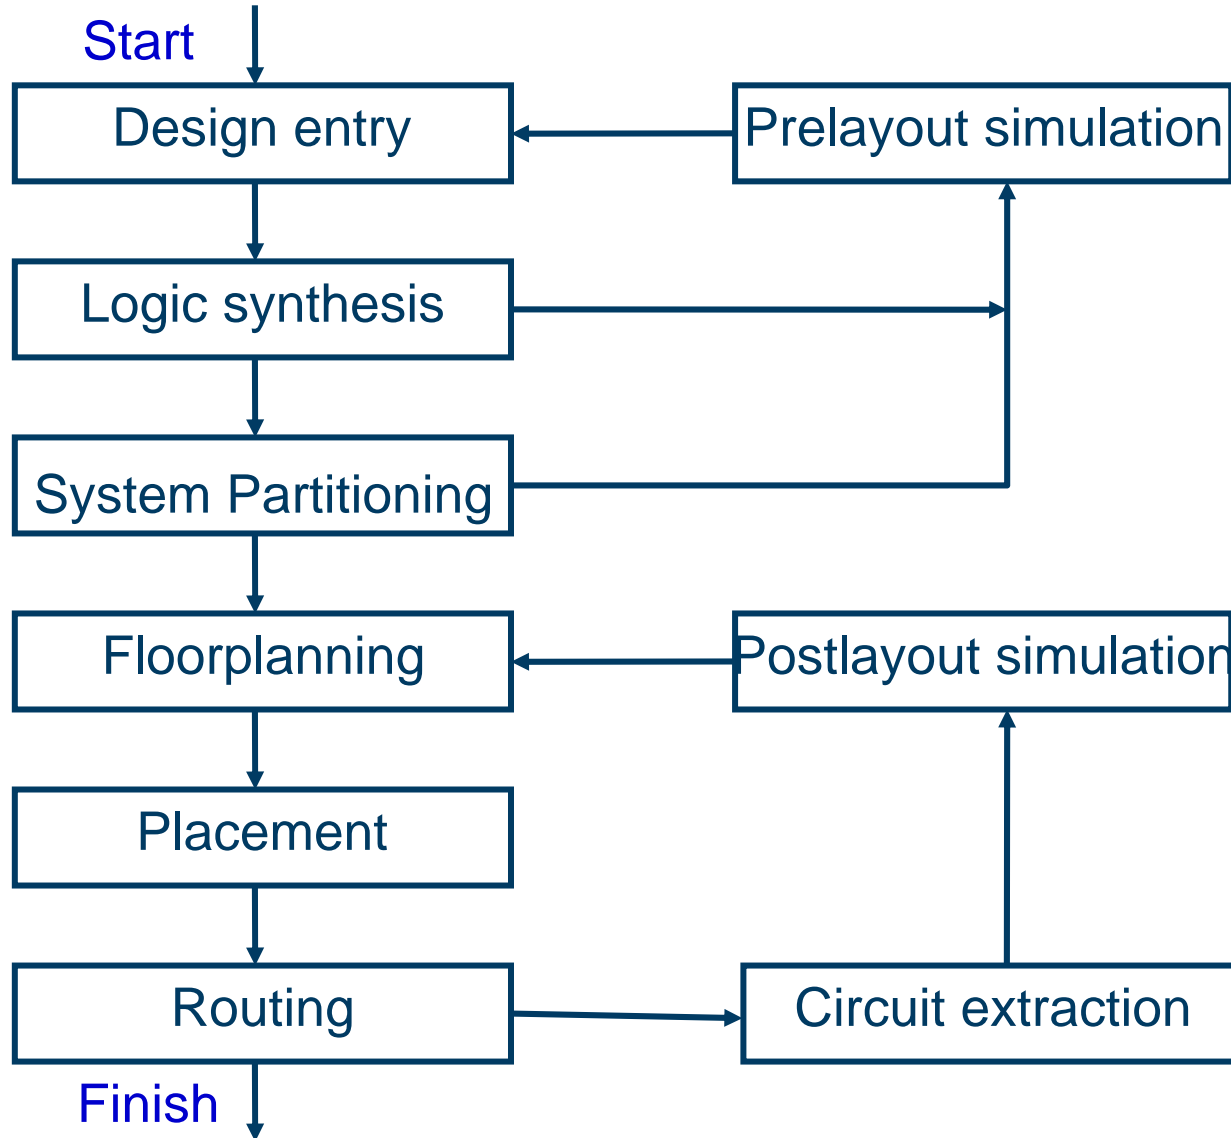 Start
Design entry
Prelayout simulation
Logic synthesis
System Partitioning
Floorplanning
Postlayout simulation
Placement
Routing
Circuit extraction
Finish